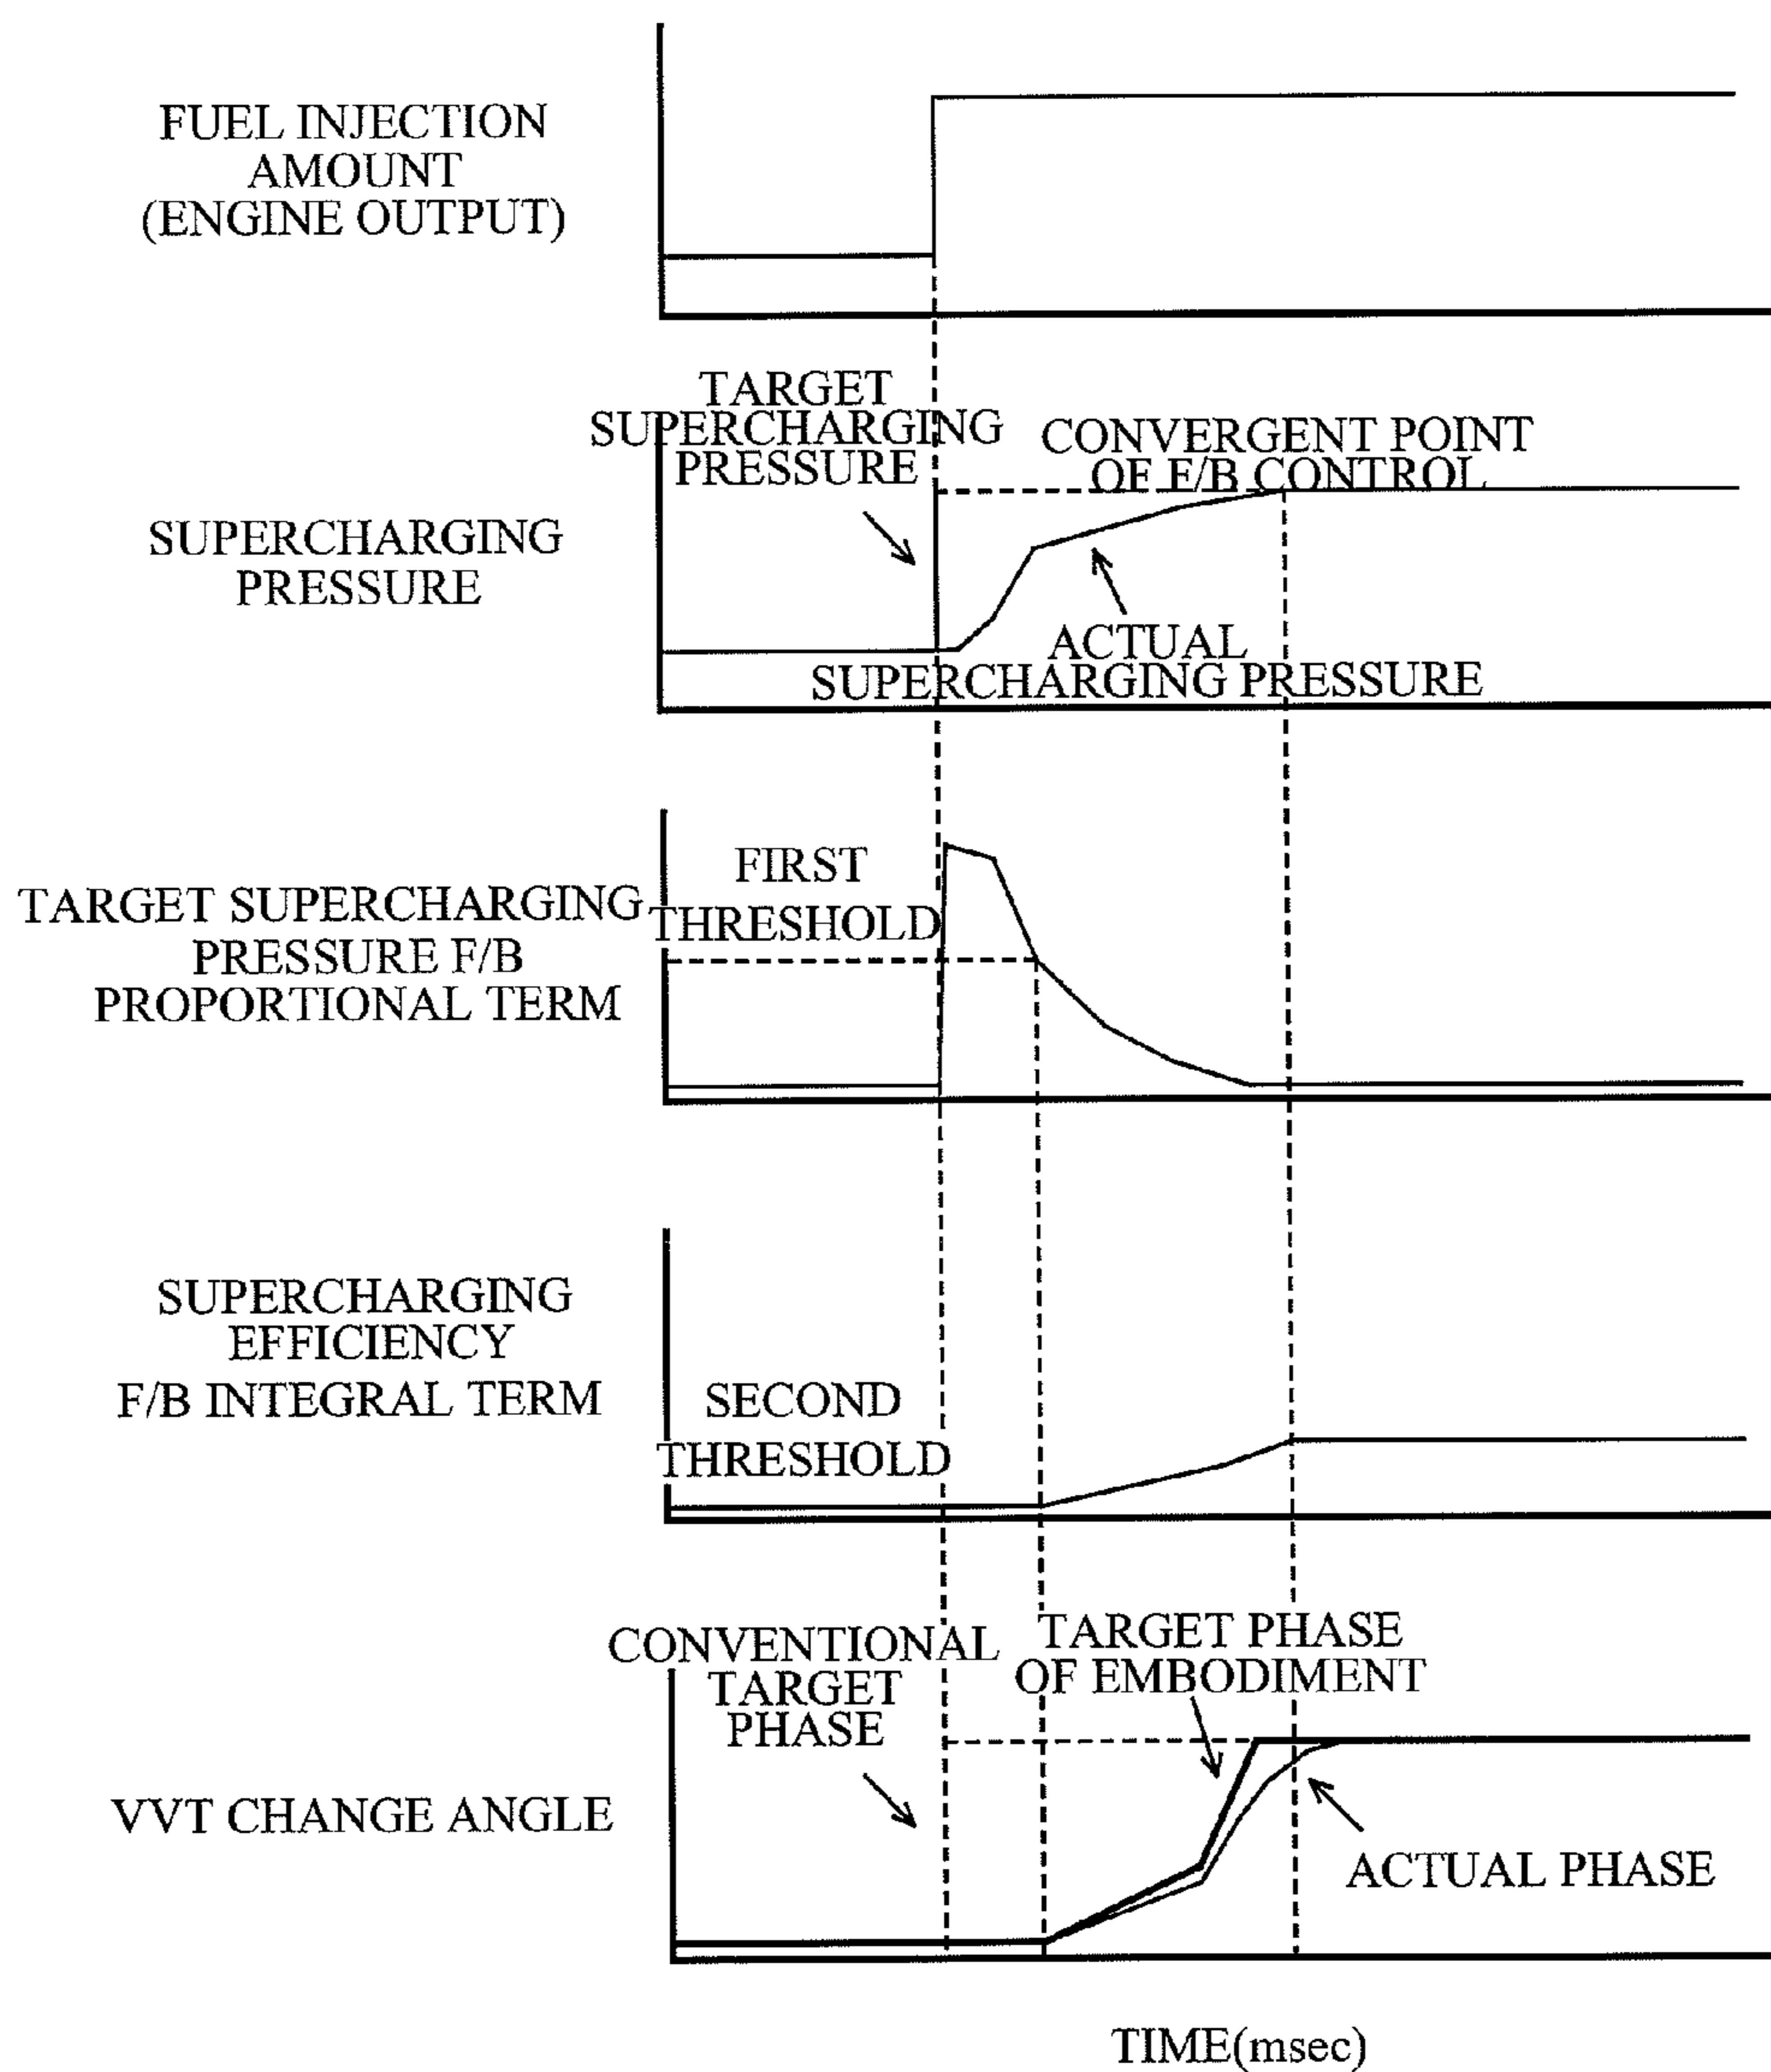 FUEL INJECTION
AMOUNT
(ENGINE OUTPUT)
TARGET
SUPERCHARGING
PRESSURE
CONVERGENT POINT
OF F/B CONTROL
SUPERCHARGING
PRESSURE
ACTUAL
SUPERCHARGING PRESSURE
FIRST
THRESHOLD
TARGET SUPERCHARGING
PRESSURE F/B
PROPORTIONAL TERM
SUPERCHARGING
EFFICIENCY
F/B INTEGRAL TERM
SECOND
THRESHOLD
CONVENTIONAL
TARGET
PHASE
TARGET PHASE
OF EMBODIMENT
VVT CHANGE ANGLE
ACTUAL PHASE
TIME(msec)